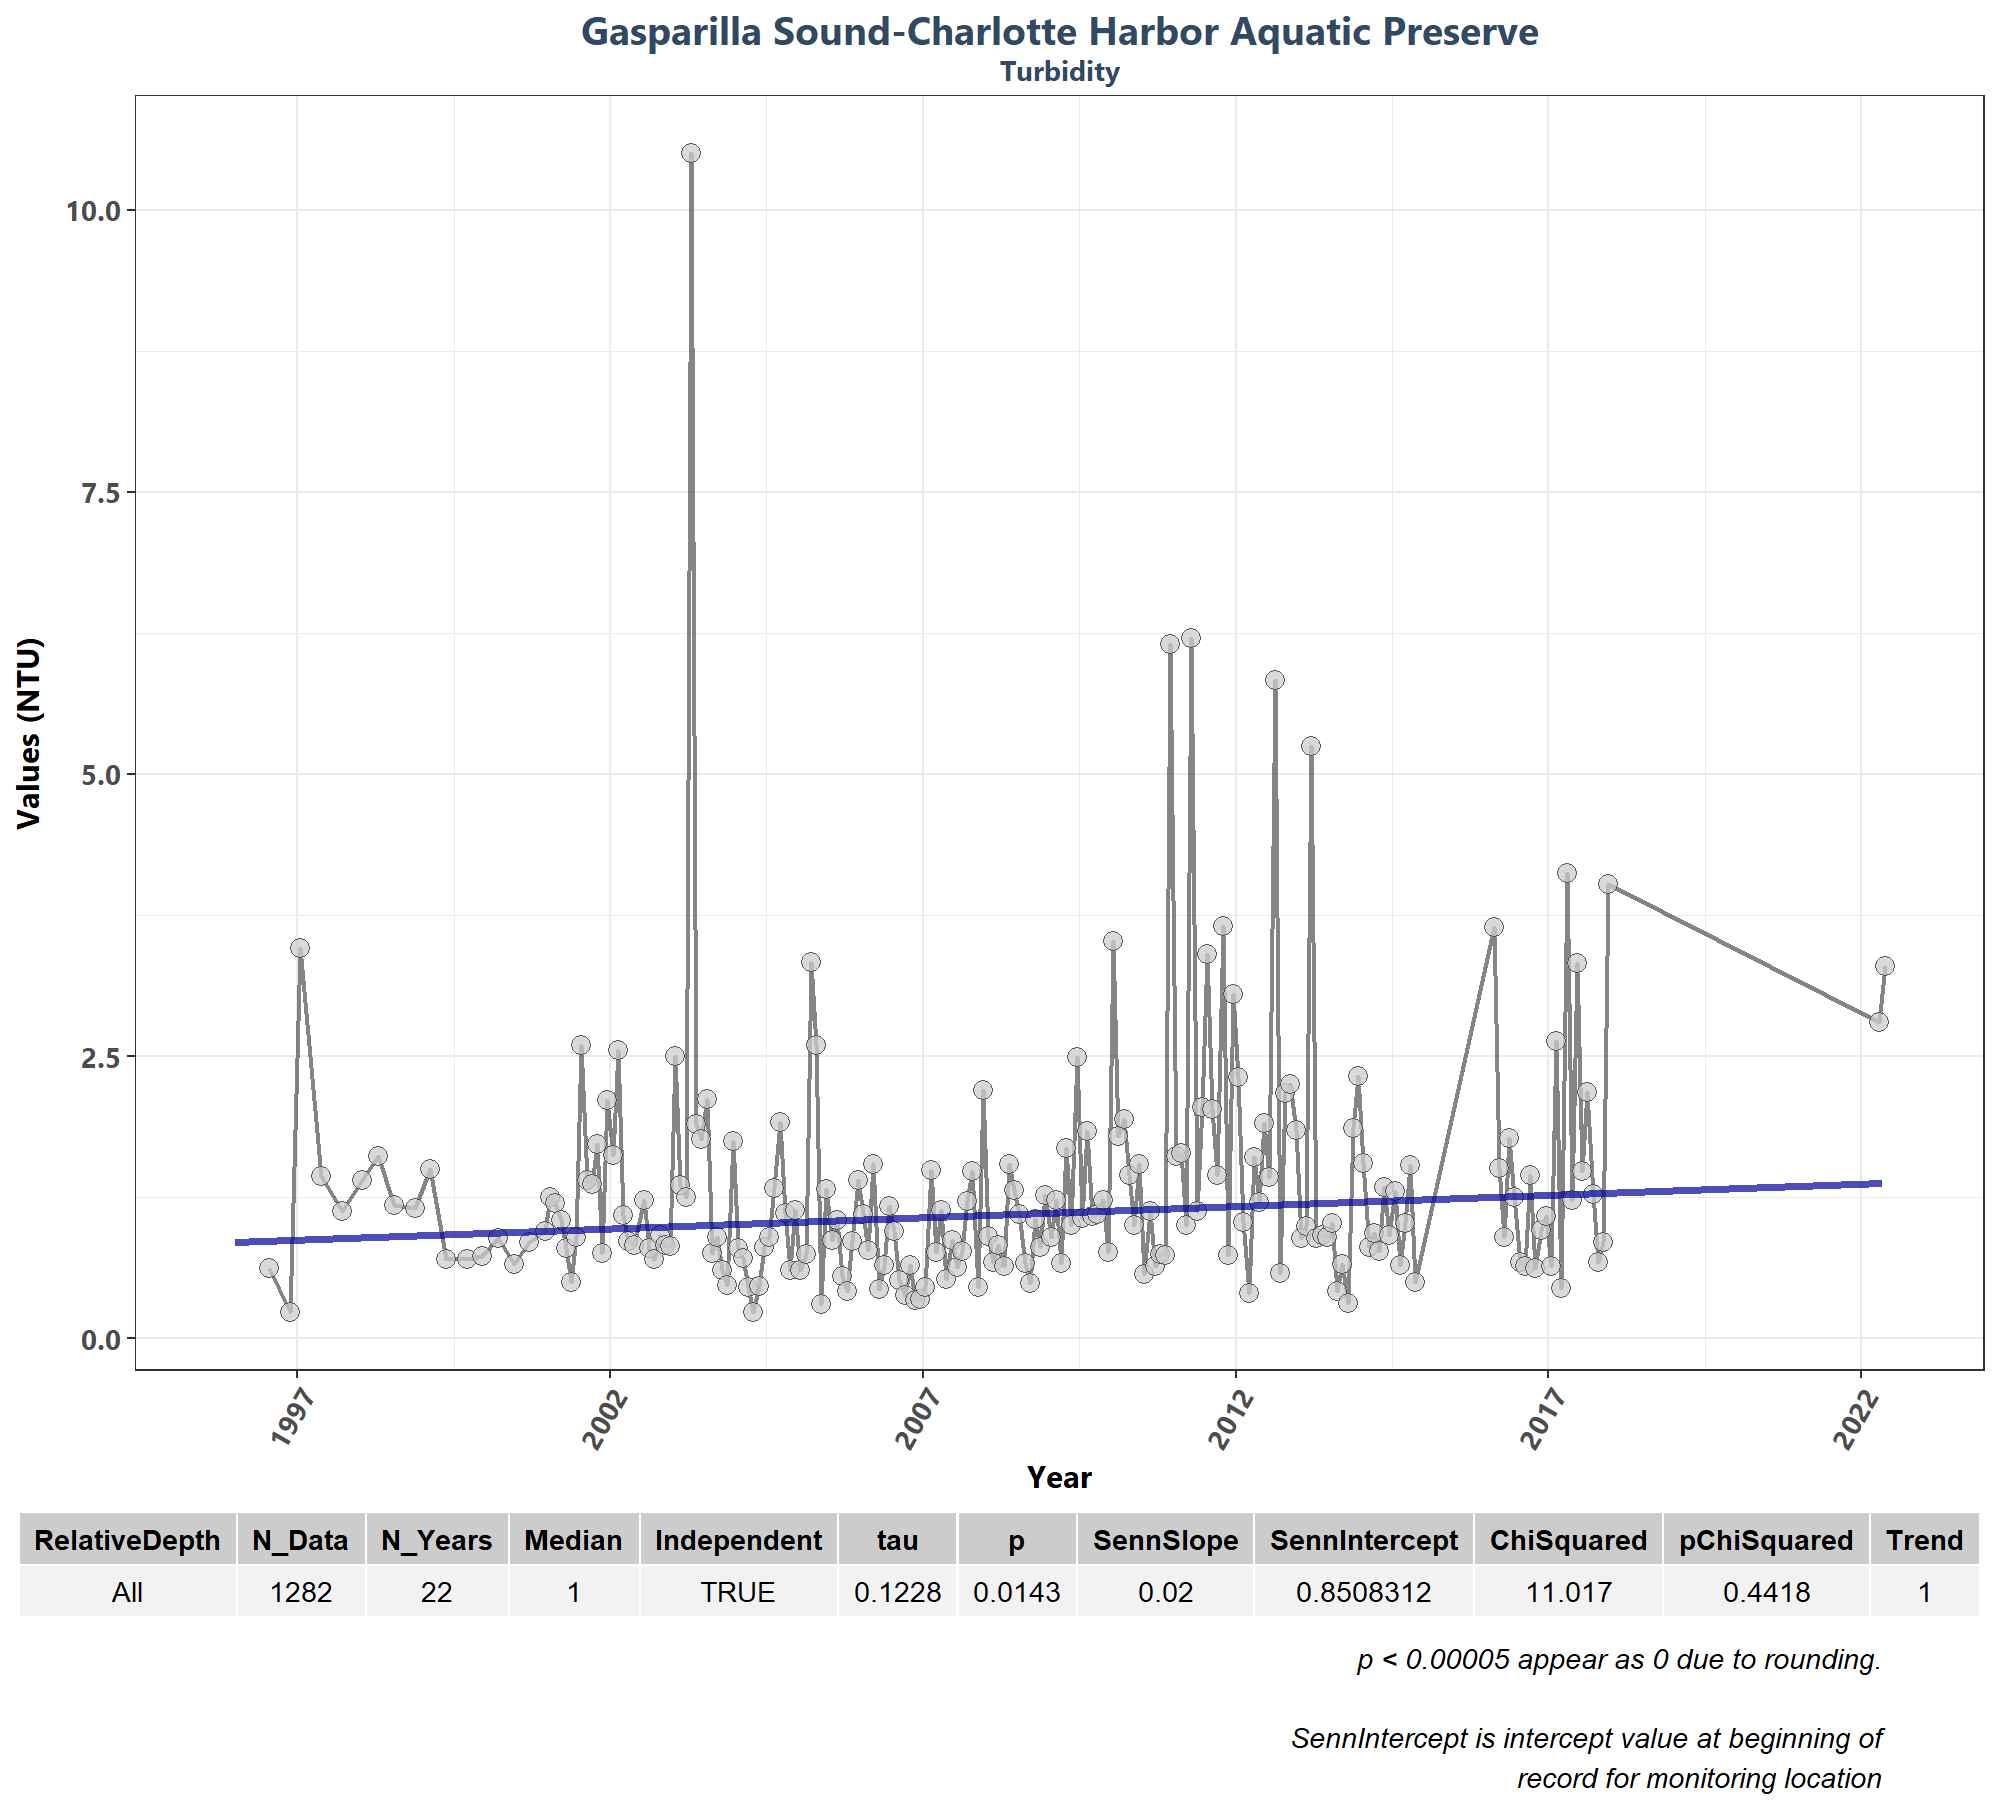 Gasparilla Sound-Charlotte Harbor Aquatic Preserve
Turbidity
10.0
7.5
5.0
2.5
0.0
Values (NTU)
1997
2002
2007
2012
2017
2022
Year
RelativeDepth N_Data N_Years Median Independent tau p SennSlope SennIntercept ChiSquared pChiSquared Trend
All 1282 22 1 TRUE 0.1228 0.0143 0.02 0.8508312 11.017 0.4418 1
p < 0.00005 appear as 0 due to rounding.
SennIntercept is intercept value at beginning of
record for monitoring location